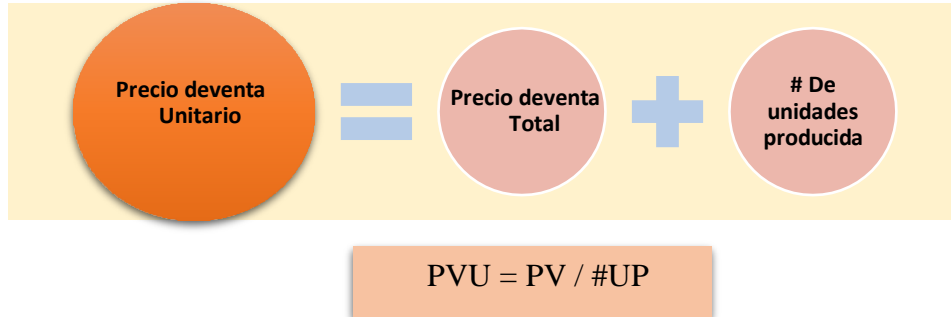 Precio deventa
Unitario
Precio deventa
Total
# De
unidades
producida
PVU = PV / #UP